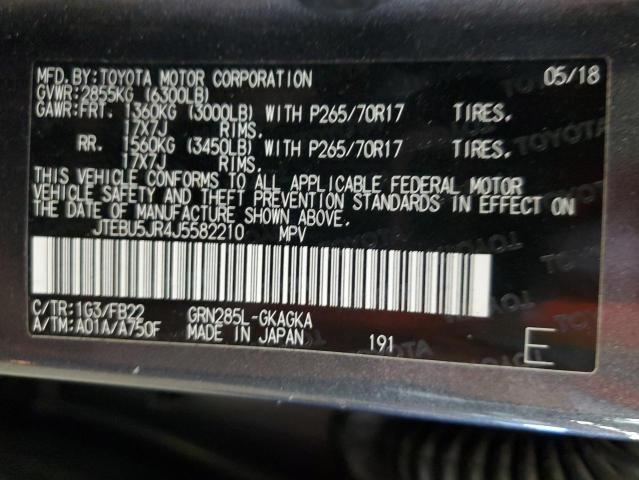 MFD.BY:TOYOTA MOTOR CORPORATION 05/18
GVWR:2855KG (6300LB)
GAWR:FRT. 1360KG (3000LB) WITH P265/70R17 TIRES.
17X7J RIMS.
RR. 1560KG (3450LB) WITH P265/70R17 TIRES.
17X7J RIMS.
THIS VEHICLE CONFORMS TO ALL APPLICABLE FEDERAL MOTOR
VEHICLE SAFETY AND THEFT PREVENTION STANDARDS IN EFFECT ON
THE DATE OF MANUFACTURE SHOWN ABOVE.
JTEBU5JR4J5582210 MPV
C/TR:1G3/FB22 GRN285L-GKAGKA
A/TM:A01A/A750F MADE IN JAPAN 191 E